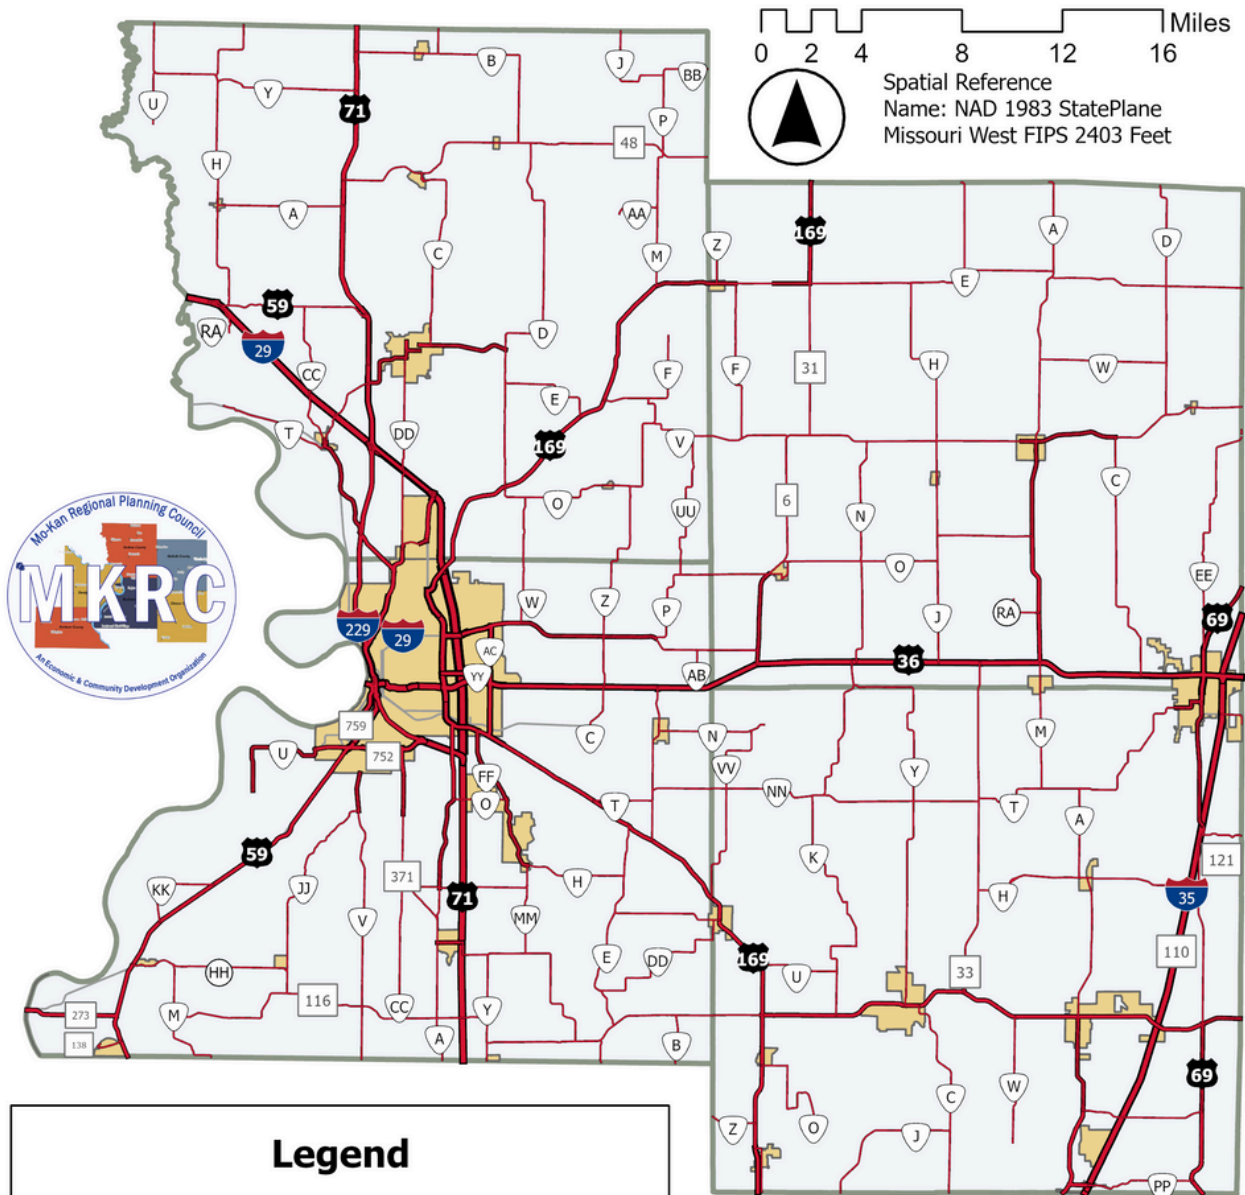 Miles
0 2 4 8 12 16
Spatial Reference
Name: NAD 1983 StatePlane
Missouri West FIPS 2403 Feet
B
J
BB
U
Y
71
P
48
H
A
AA
C
M
Z
169
A
D
E
59
RA
29
CC
D
F
F
31
H
W
E
T
DD
169
V
C
O
UU
6
N
O
EE
Mo-Kan Regional Planning Council
MKRC
An Economic & Community Development Organization
W
Z
P
J
RA
69
229
29
AC
YY
AB
36
759
752
U
C
N
M
VV
Y
FF
O
T
NN
T
A
59
K
121
KK
JJ
371
H
H
35
V
71
MM
E
DD
169
U
33
110
HH
116
M
CC
Y
A
B
273
138
69
W
C
Z
O
J
PP
Legend